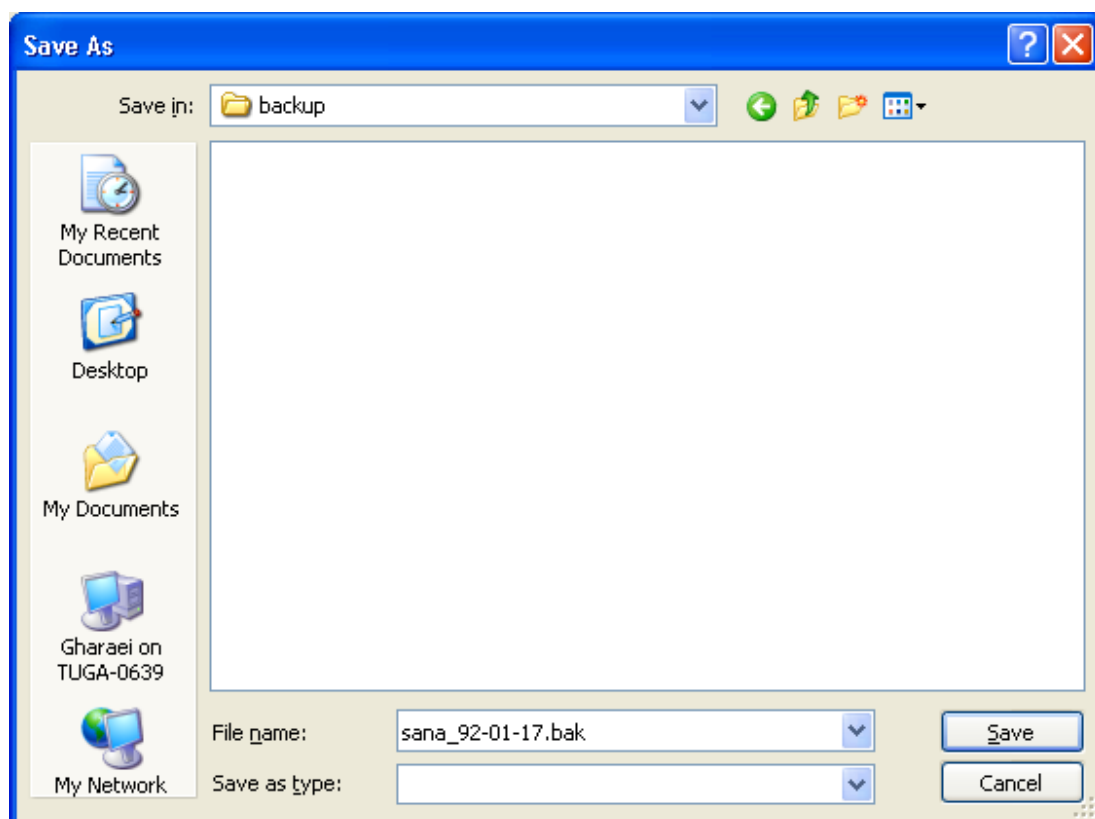 Save As
Save in:
backup
My Recent
Documents
Desktop
My Documents
Gharaei on
TUGA-0639
My Network
File name:
sana_92-01-17.bak
Save
Save as type:
Cancel